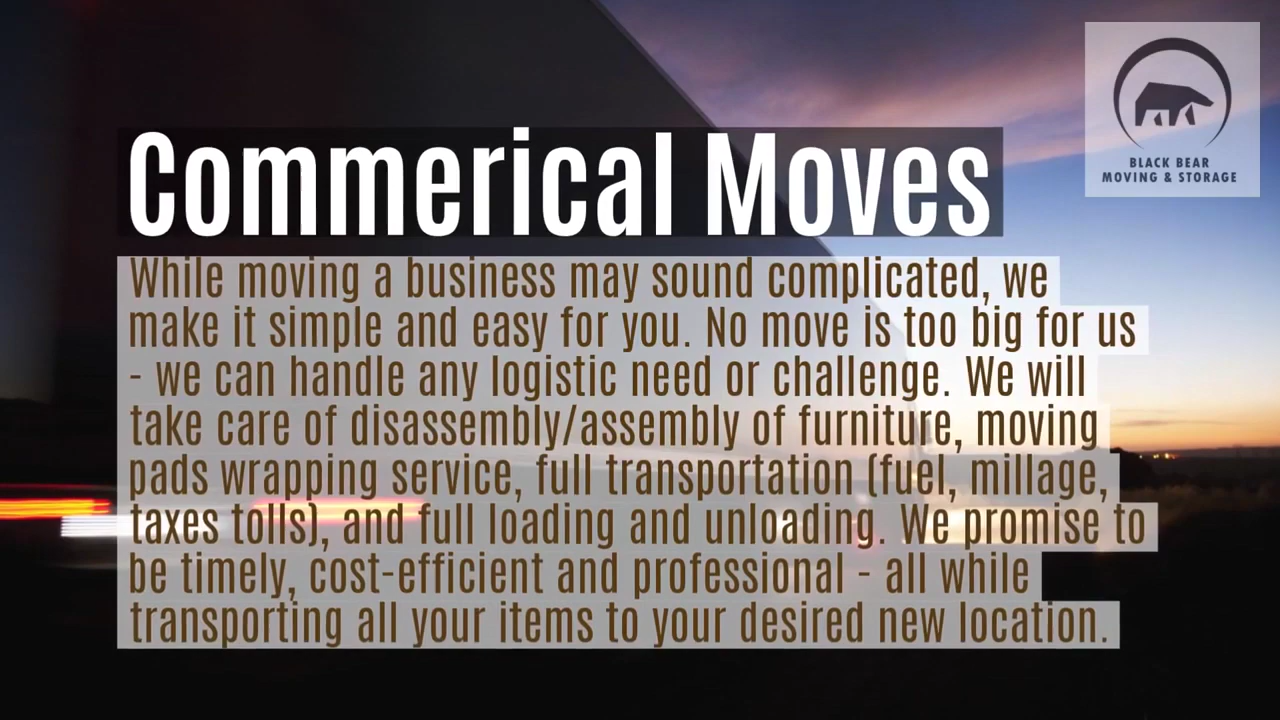 BLACK BEAR
MOVING & STORAGE
Commerical Moves
While moving a business may sound complicated, we
make it simple and easy for you. No move is too big for us
- we can handle any logistic need or challenge. We will
take care of disassembly/assembly of furniture, moving
pads wrapping service, full transportation (fuel, millage,
taxes tolls), and full loading and unloading. We promise to
be timely, cost-efficient and professional - all while
transporting all your items to your desired new location.